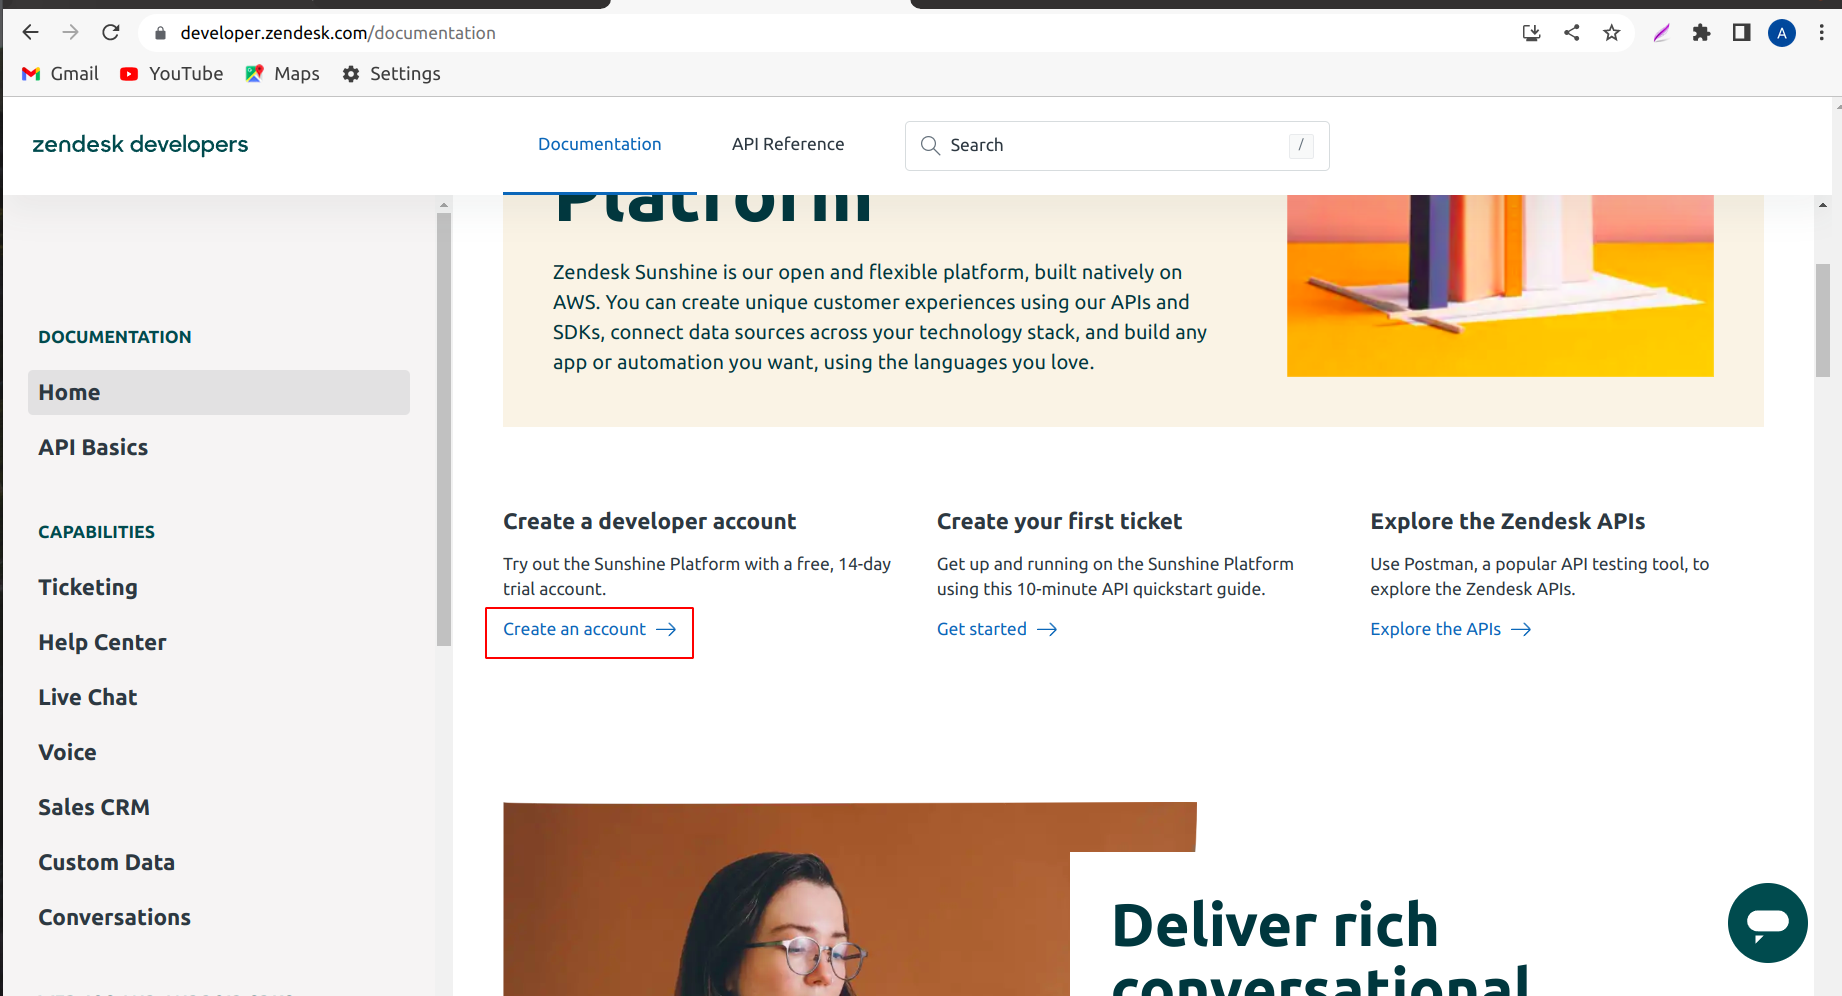 developer.zendesk.com/documentation
A
Gmail YouTube Maps Settings
zendesk developers
Documentation API Reference Search /
DOCUMENTATION
Home
API Basics
CAPABILITIES
Ticketing
Help Center
Live Chat
Voice
Sales CRM
Custom Data
Conversations
Platform
Zendesk Sunshine is our open and flexible platform, built natively on
AWS. You can create unique customer experiences using our APIs and
SDKs, connect data sources across your technology stack, and build any
app or automation you want, using the languages you love.
Create a developer account
Try out the Sunshine Platform with a free, 14-day
trial account.
Create an account →
Create your first ticket
Get up and running on the Sunshine Platform
using this 10-minute API quickstart guide.
Get started →
Explore the Zendesk APIs
Use Postman, a popular API testing tool, to
explore the Zendesk APIs.
Explore the APIs →
Deliver rich
conversational